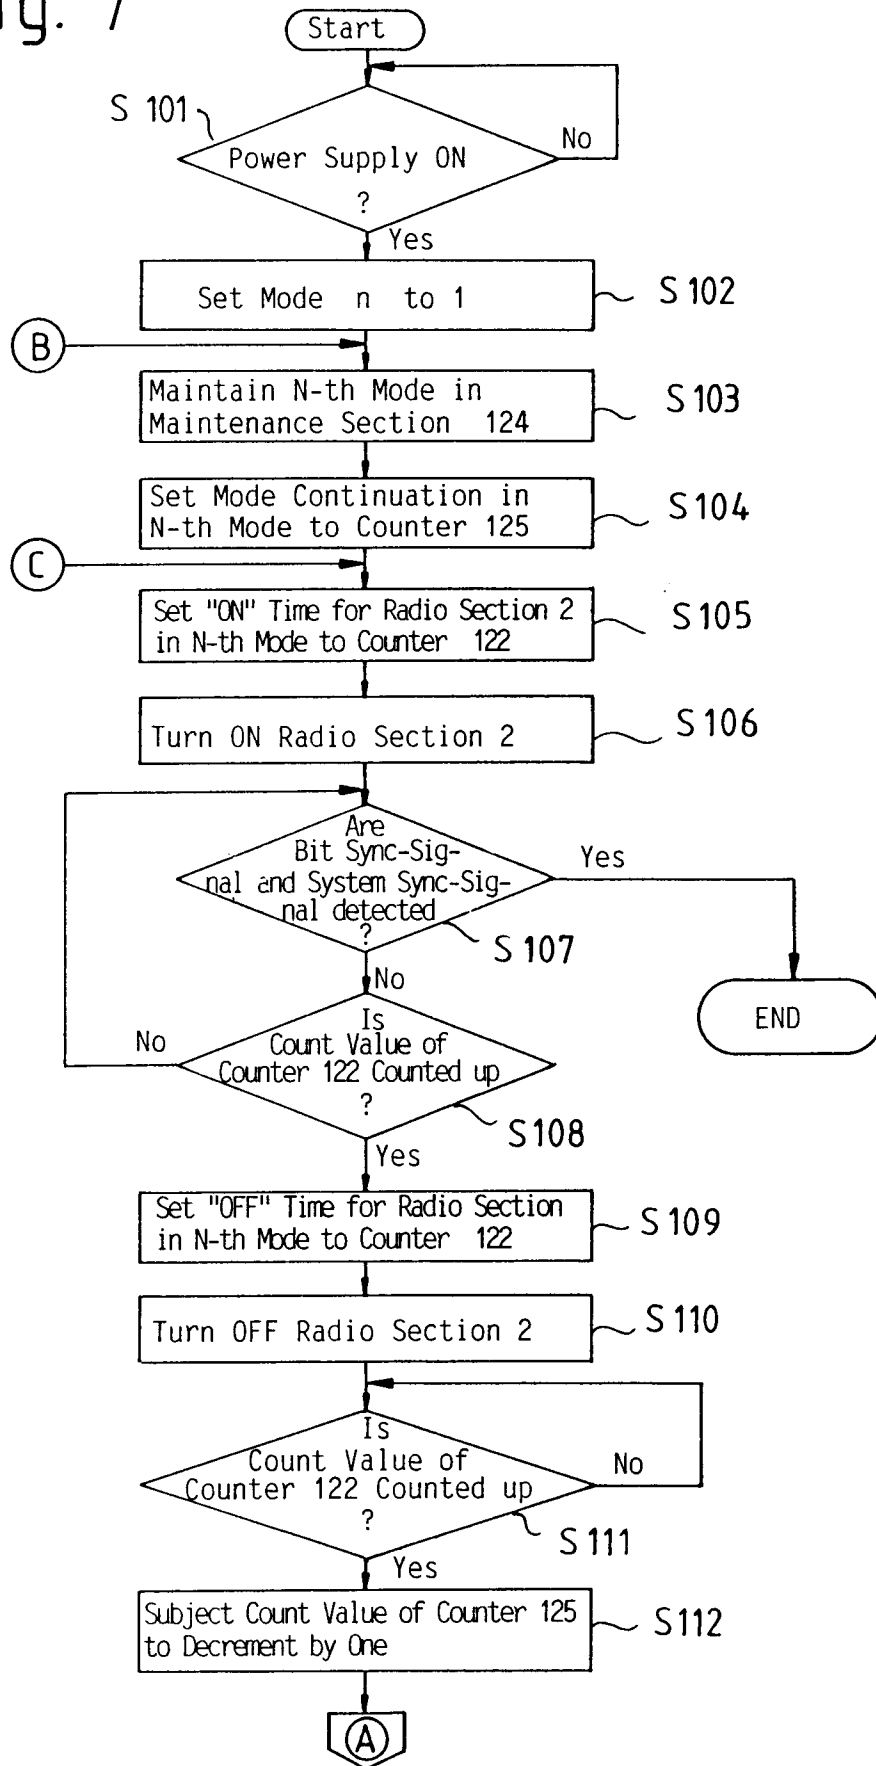 Start
S 101
Power Supply ON
?
No
Yes
Set Mode n to 1
S 102
B
Maintain N-th Mode in
Maintenance Section 124
S 103
Set Mode Continuation in
N-th Mode to Counter 125
S 104
C
Set "ON" Time for Radio Section 2
in N-th Mode to Counter 122
S 105
Turn ON Radio Section 2
S 106
Are
Bit Sync-Sig-
nal and System Sync-Sig-
nal detected
?
Yes
S 107
No
END
Is
Count Value of
Counter 122 Counted up
?
No
S 108
Yes
Set "OFF" Time for Radio Section
in N-th Mode to Counter 122
S 109
Turn OFF Radio Section 2
S 110
Is
Count Value of
Counter 122 Counted up
?
No
S 111
Yes
Subject Count Value of Counter 125
to Decrement by One
S 112
A